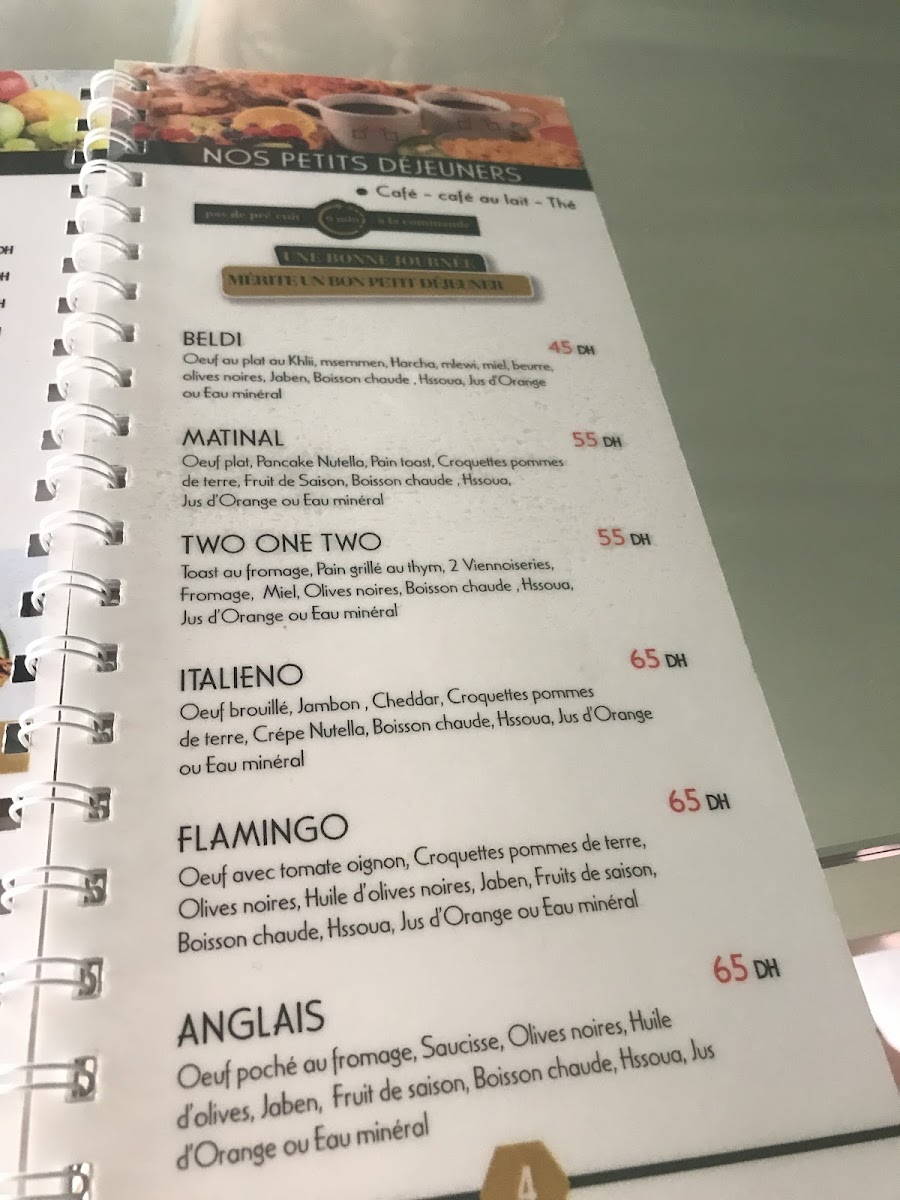 NOS PETITS DÉJEUNERS
• Café - café au lait - Thé
pas de pré cuit
à la commande
UNE BONNE JOURNÉE
MÉRITE UN BON PETIT DÉJEUNER
BELDI
45 DH
Oeuf au plat au Khlii, msemmen, Harcha, mlewi, miel, beurre,
olives noires, Jaben, Boisson chaude , Hssoua, Jus d'Orange
ou Eau minéral
MATINAL
55 DH
Oeuf plat, Pancake Nutella, Pain toast, Croquettes pommes
de terre, Fruit de Saison, Boisson chaude , Hssoua,
Jus d'Orange ou Eau minéral
TWO ONE TWO
55 DH
Toast au fromage, Pain grillé au thym, 2 Viennoiseries,
Fromage, Miel, Olives noires, Boisson chaude , Hssoua,
Jus d'Orange ou Eau minéral
ITALIENO
65 DH
Oeuf brouillé, Jambon , Cheddar, Croquettes pommes
de terre, Crépe Nutella, Boisson chaude, Hssoua, Jus d'Orange
ou Eau minéral
FLAMINGO
65 DH
Oeuf avec tomate oignon, Croquettes pommes de terre,
Olives noires, Huile d'olives noires, Jaben, Fruits de saison,
Boisson chaude, Hssoua, Jus d'Orange ou Eau minéral
ANGLAIS
65 DH
Oeuf poché au fromage, Saucisse, Olives noires, Huile
d'olives, Jaben, Fruit de saison, Boisson chaude, Hssoua, Jus
d'Orange ou Eau minéral
4